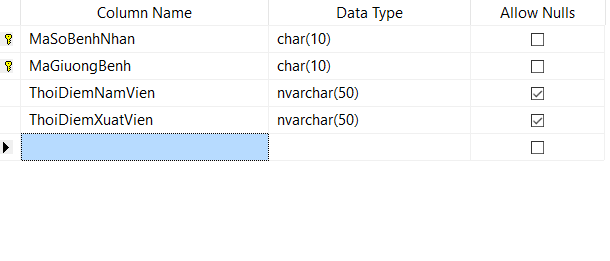 Column Name Data Type Allow Nulls
MaSoBenhNhan char(10)
MaGiuongBenh char(10)
ThoiDiemNamVien nvarchar(50)
ThoiDiemXuatVien nvarchar(50)